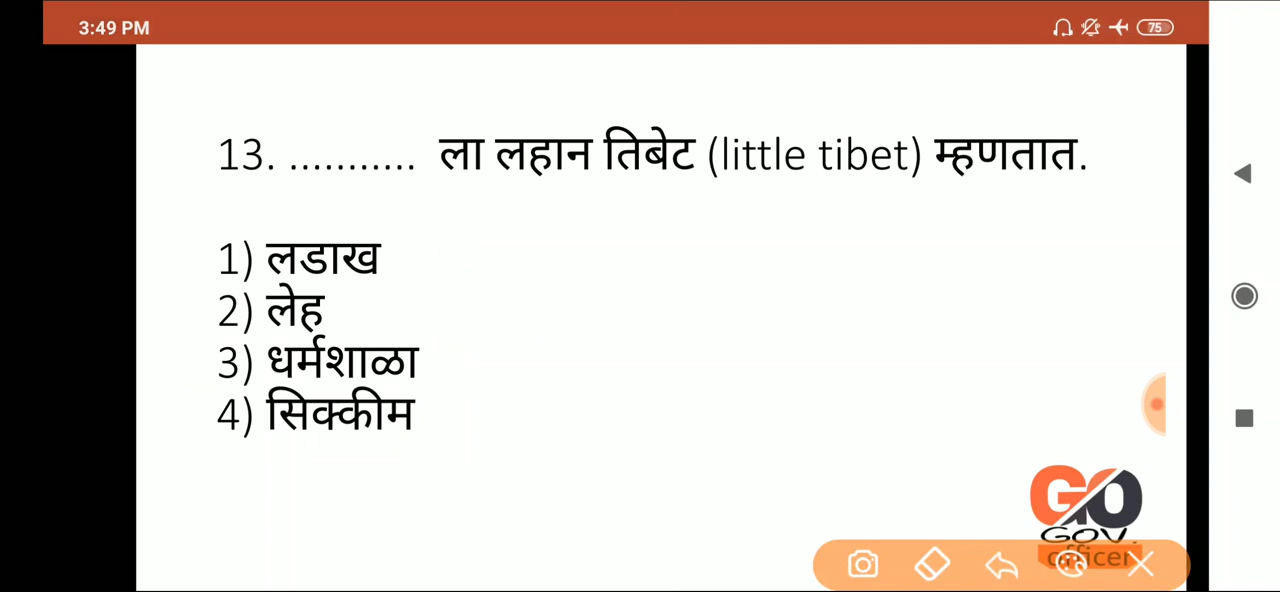 3:49 PM
75
13. ........... ला लहान तिबेट (little tibet) म्हणतात.
1) लडाख
2) लेह
3) धर्मशाळा
4) सिक्कीम
GO
GOV.
officer